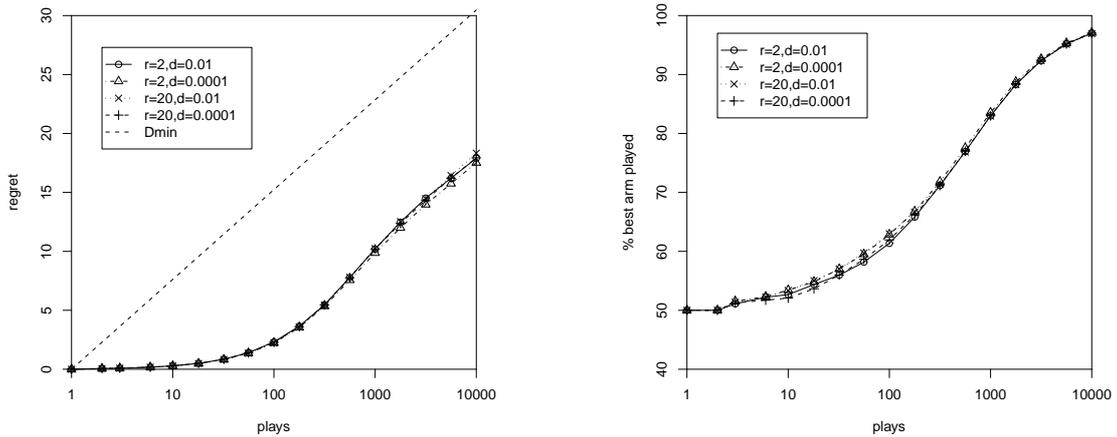 30
25
20
15
10
5
0
regret
r=2,d=0.01
r=2,d=0.0001
r=20,d=0.01
r=20,d=0.0001
Dmin
1 10 100 1000 10000
plays
100
90
80
70
60
50
40
% best arm played
r=2,d=0.01
r=2,d=0.0001
r=20,d=0.01
r=20,d=0.0001
1 10 100 1000 10000
plays